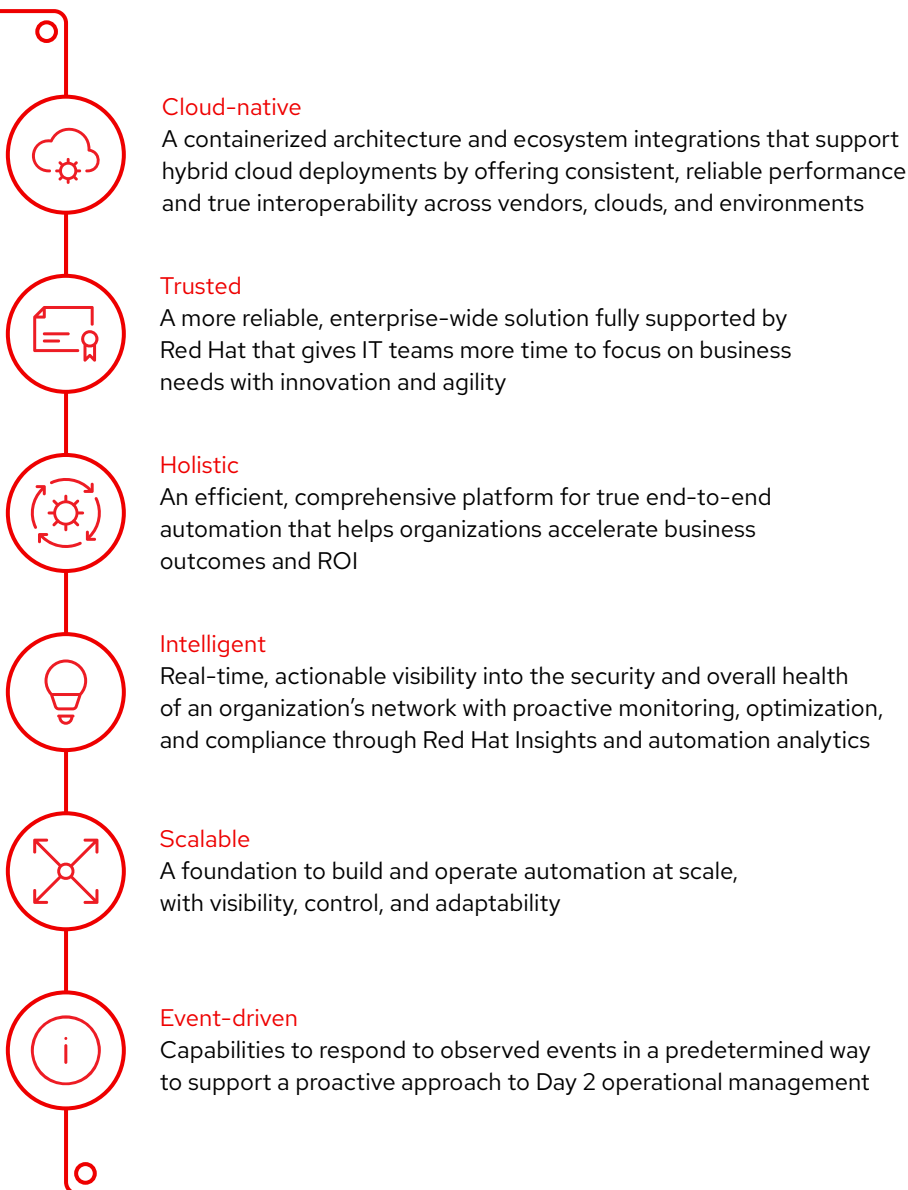 Cloud-native
A containerized architecture and ecosystem integrations that support
hybrid cloud deployments by offering consistent, reliable performance
and true interoperability across vendors, clouds, and environments
Trusted
A more reliable, enterprise-wide solution fully supported by
Red Hat that gives IT teams more time to focus on business
needs with innovation and agility
Holistic
An efficient, comprehensive platform for true end-to-end
automation that helps organizations accelerate business
outcomes and ROI
Intelligent
Real-time, actionable visibility into the security and overall health
of an organization’s network with proactive monitoring, optimization,
and compliance through Red Hat Insights and automation analytics
Scalable
A foundation to build and operate automation at scale,
with visibility, control, and adaptability
i
Event-driven
Capabilities to respond to observed events in a predetermined way
to support a proactive approach to Day 2 operational management